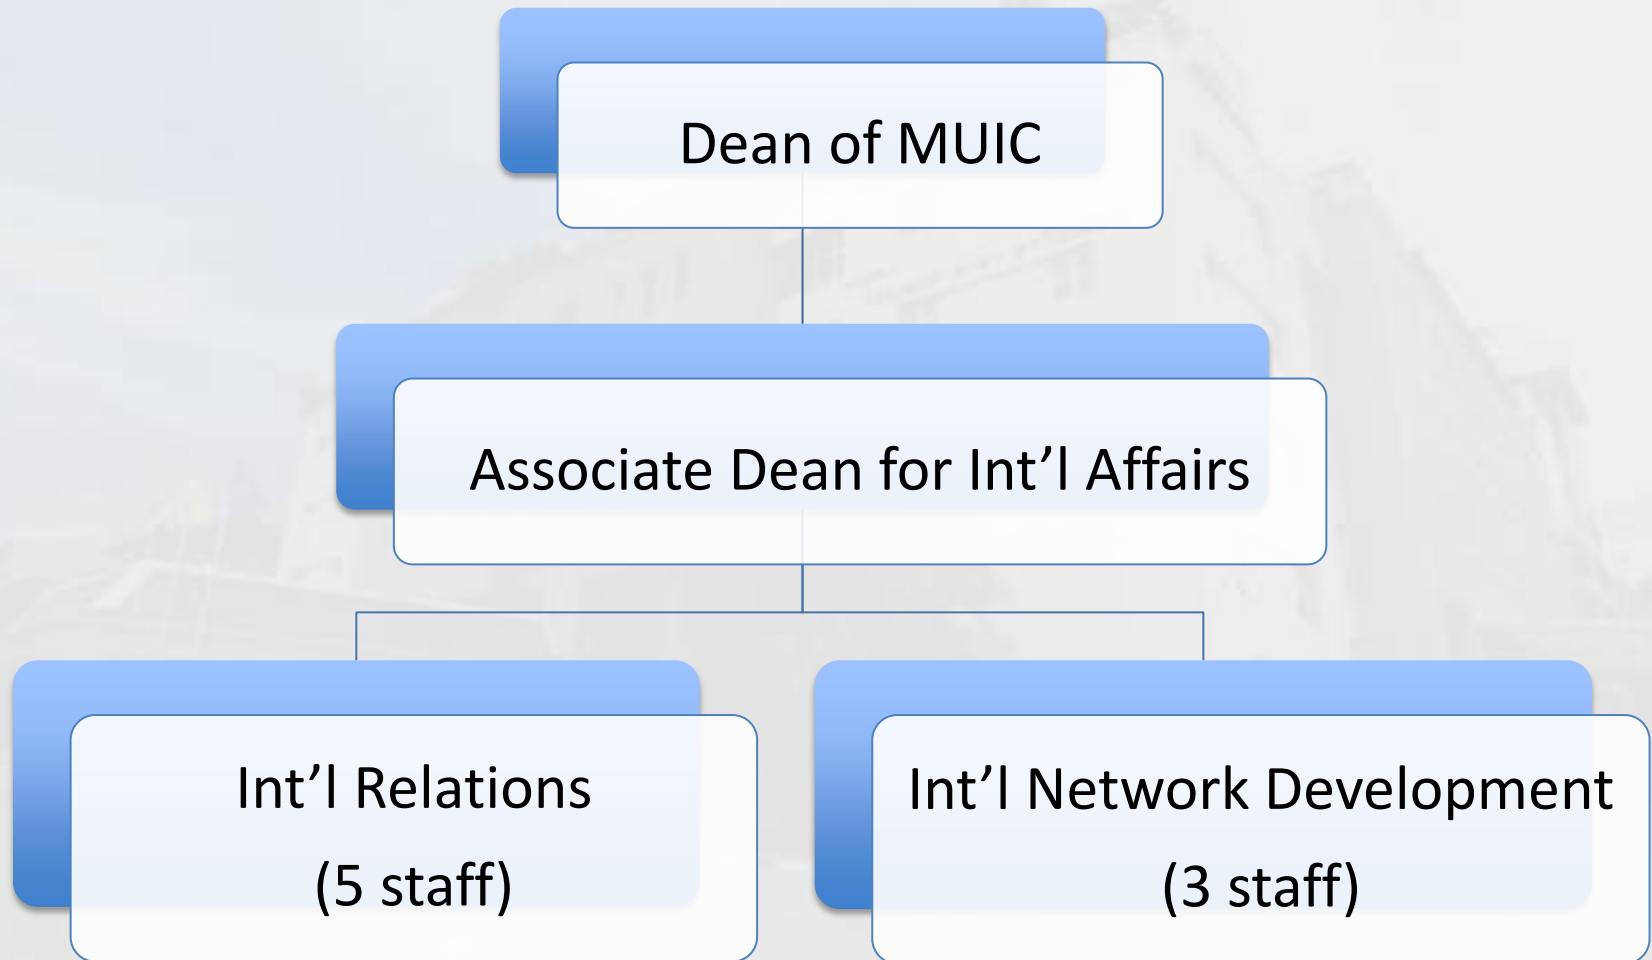 Dean of MUIC
Associate Dean for Int’l Affairs
Int’l Relations
(5 staff)
Int’l Network Development
(3 staff)